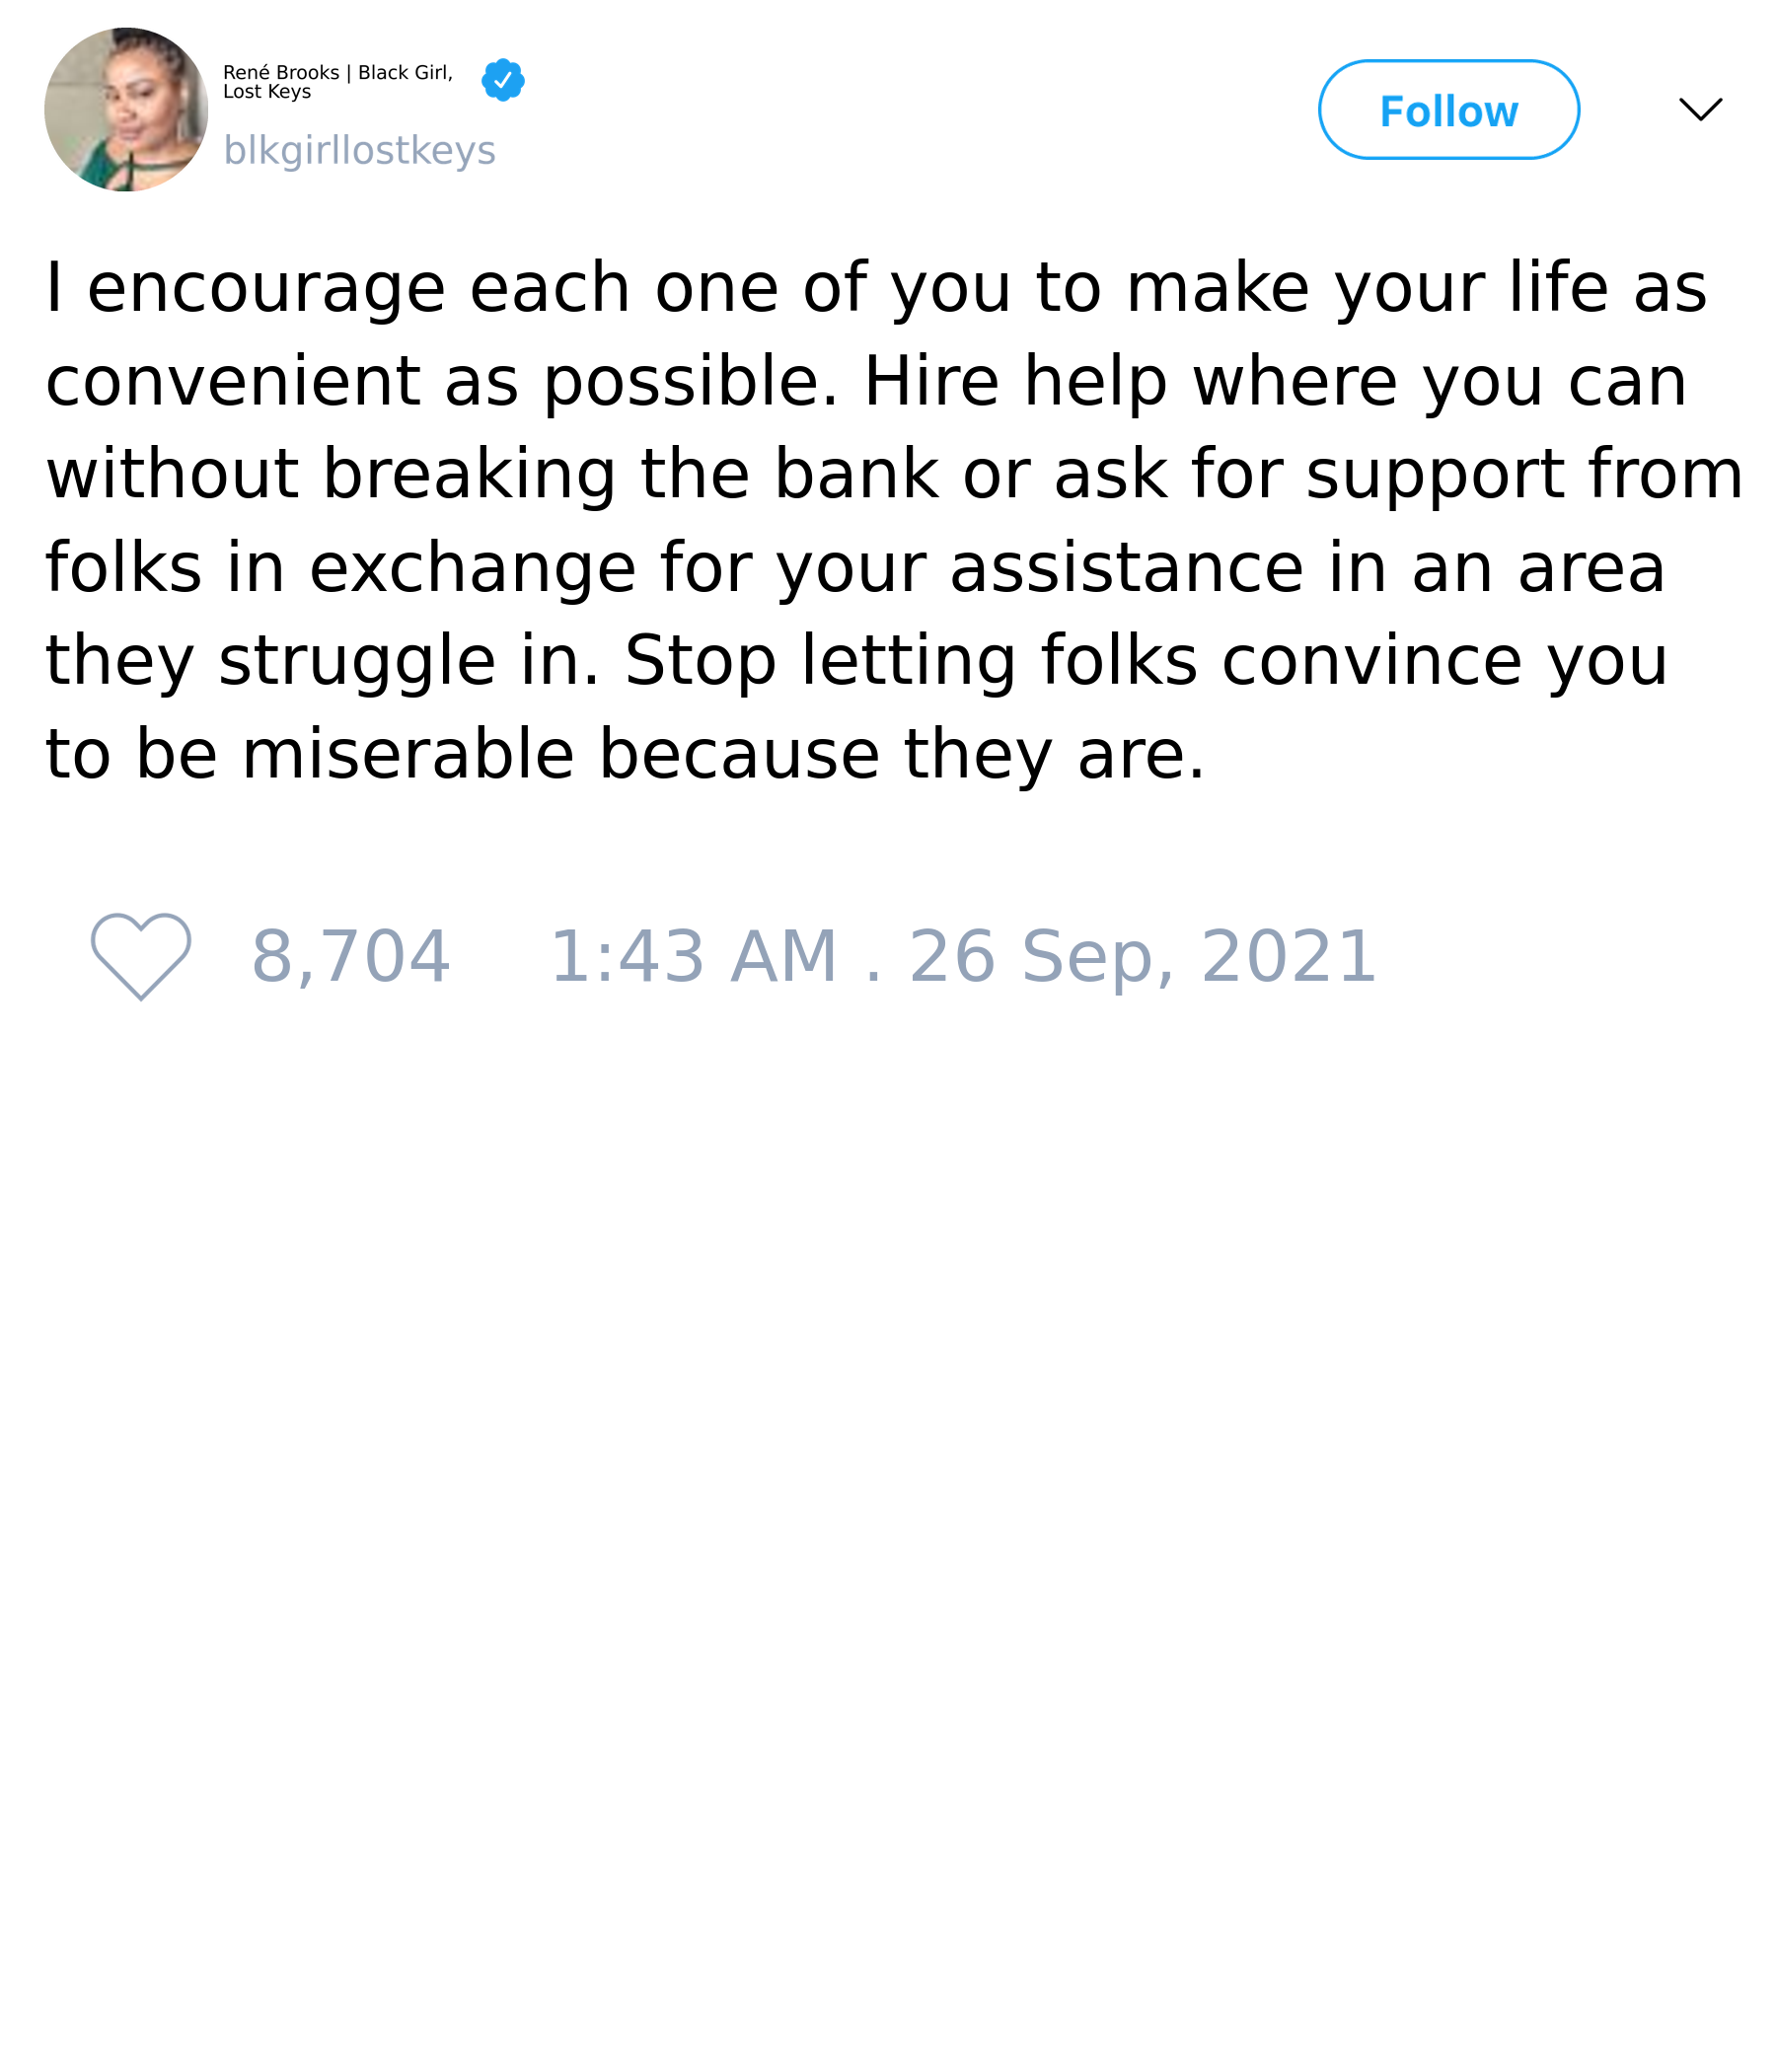 René Brooks | Black Girl,
Lost Keys
blkgirllostkeys
Follow
I encourage each one of you to make your life as
convenient as possible. Hire help where you can
without breaking the bank or ask for support from
folks in exchange for your assistance in an area
they struggle in. Stop letting folks convince you
to be miserable because they are.
8,704 1:43 AM . 26 Sep, 2021